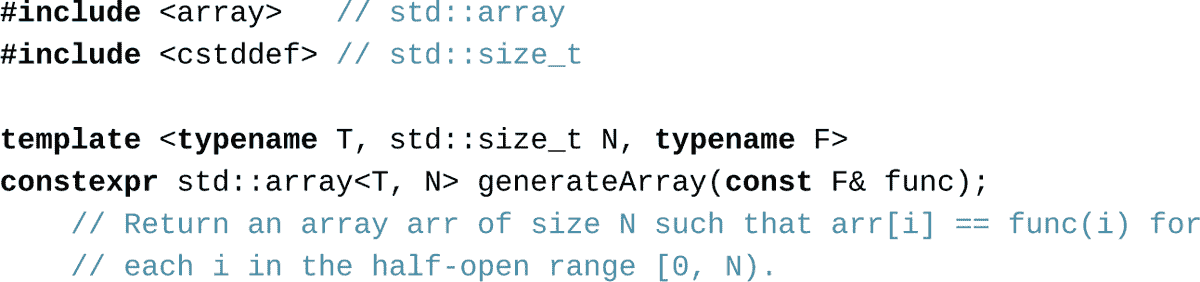 #include <array>   // std::array
#include <cstddef> // std::size_t

template <typename T, std::size_t N, typename F>
constexpr std::array<T, N> generateArray(const F& func);
    // Return an array arr of size N such that arr[i] == func(i) for
    // each i in the half-open range [0, N).